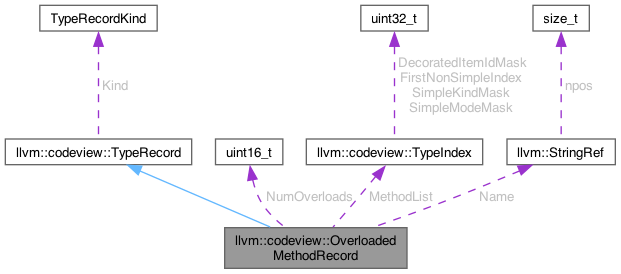 TypeRecordKind
uint32_t
size_t
Kind
DecoratedItemIdMask
FirstNonSimpleIndex
SimpleKindMask
SimpleModeMask
npos
llvm::codeview::TypeRecord
uint16_t
llvm::codeview::TypeIndex
llvm::StringRef
NumOverloads
MethodList
Name
llvm::codeview::Overloaded
MethodRecord